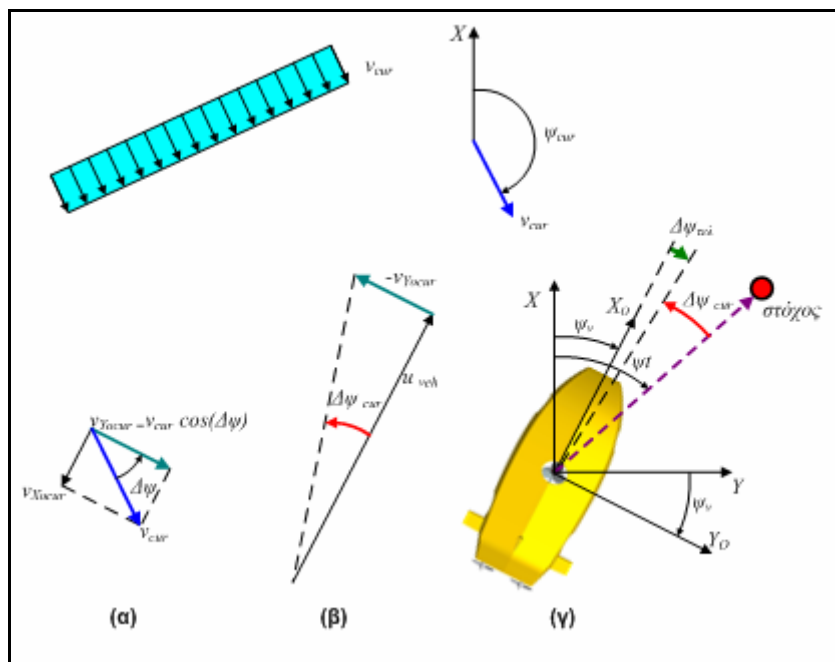 v_cur
X
ψ_cur
v_cur
Δψ_τελ
-v_Yocur
X
X_O
Δψ_cur
στόχος
ψ_v
ψt
u_veh
Δψ_cur
v_Yocur = v_cur cos(Δψ)
Δψ
v_Xocur
v_cur
Y
ψ_v
Y_O
(α)
(β)
(γ)